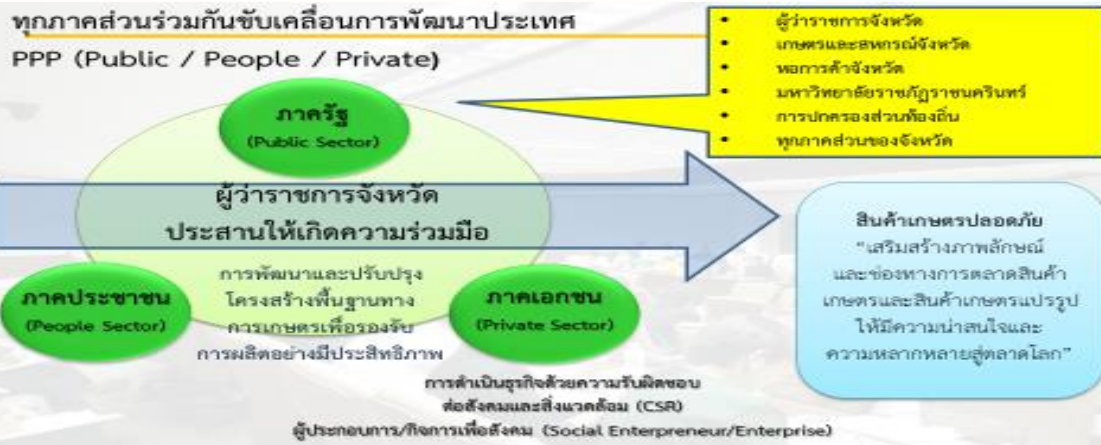 ทุกภาคส่วนร่วมกันขับเคลื่อนการพัฒนาประเทศ
PPP (Public / People / Private)
• ผู้ว่าราชการจังหวัด
• เกษตรและสหกรณ์จังหวัด
• หอการค้าจังหวัด
• มหาวิทยาลัยราชภัฏราชนครินทร์
• การปกครองส่วนท้องถิ่น
• ทุกภาคส่วนของจังหวัด
ภาครัฐ
(Public Sector)
ผู้ว่าราชการจังหวัด
ประสานให้เกิดความร่วมมือ
การพัฒนาและปรับปรุง
โครงสร้างพื้นฐานทาง
การเกษตรเพื่อรองรับ
การผลิตอย่างมีประสิทธิภาพ
ภาคประชาชน
(People Sector)
ภาคเอกชน
(Private Sector)
การดำเนินธุรกิจด้วยความรับผิดชอบ
ต่อสังคมและสิ่งแวดล้อม (CSR)
ผู้ประกอบการ/กิจการเพื่อสังคม (Social Enterpreneur/Enterprise)
สินค้าเกษตรปลอดภัย
“เสริมสร้างภาพลักษณ์
และช่องทางการตลาดสินค้า
เกษตรและสินค้าเกษตรแปรรูป
ให้มีความน่าสนใจและ
ความหลากหลายสู่ตลาดโลก”